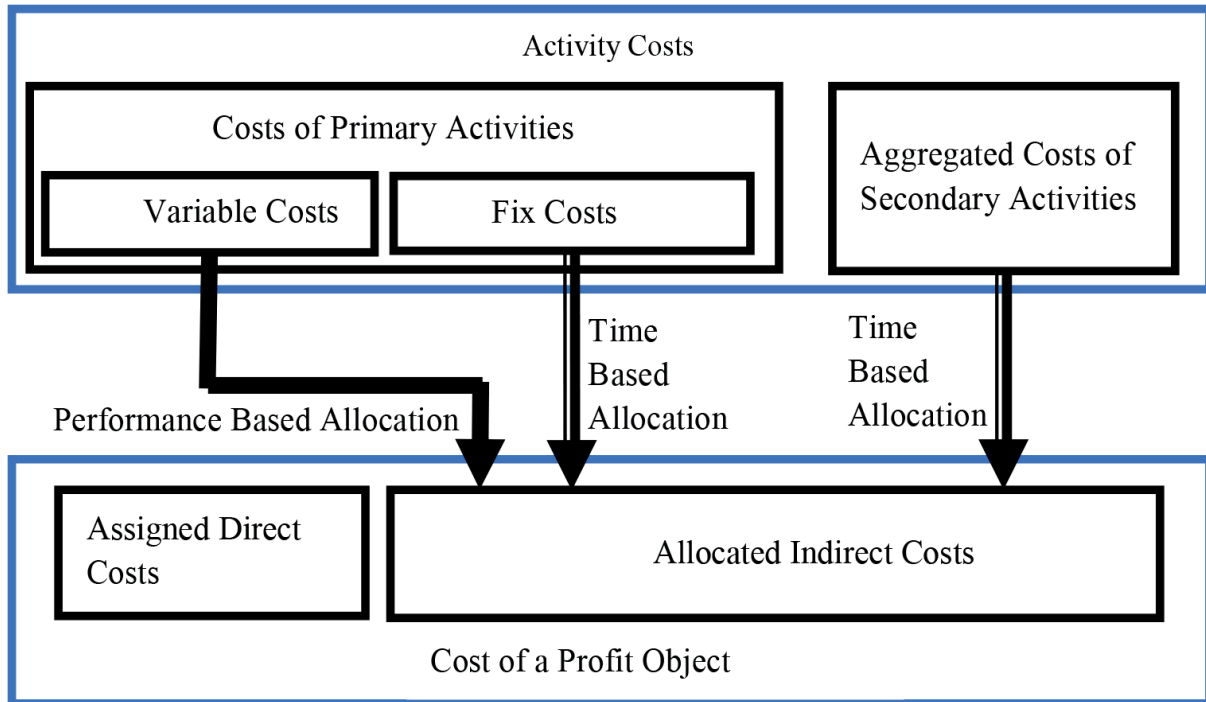 Activity Costs
Costs of Primary Activities
Variable Costs
Fix Costs
Aggregated Costs of
Secondary Activities
Performance Based Allocation
Time
Based
Allocation
Time
Based
Allocation
Assigned Direct
Costs
Allocated Indirect Costs
Cost of a Profit Object